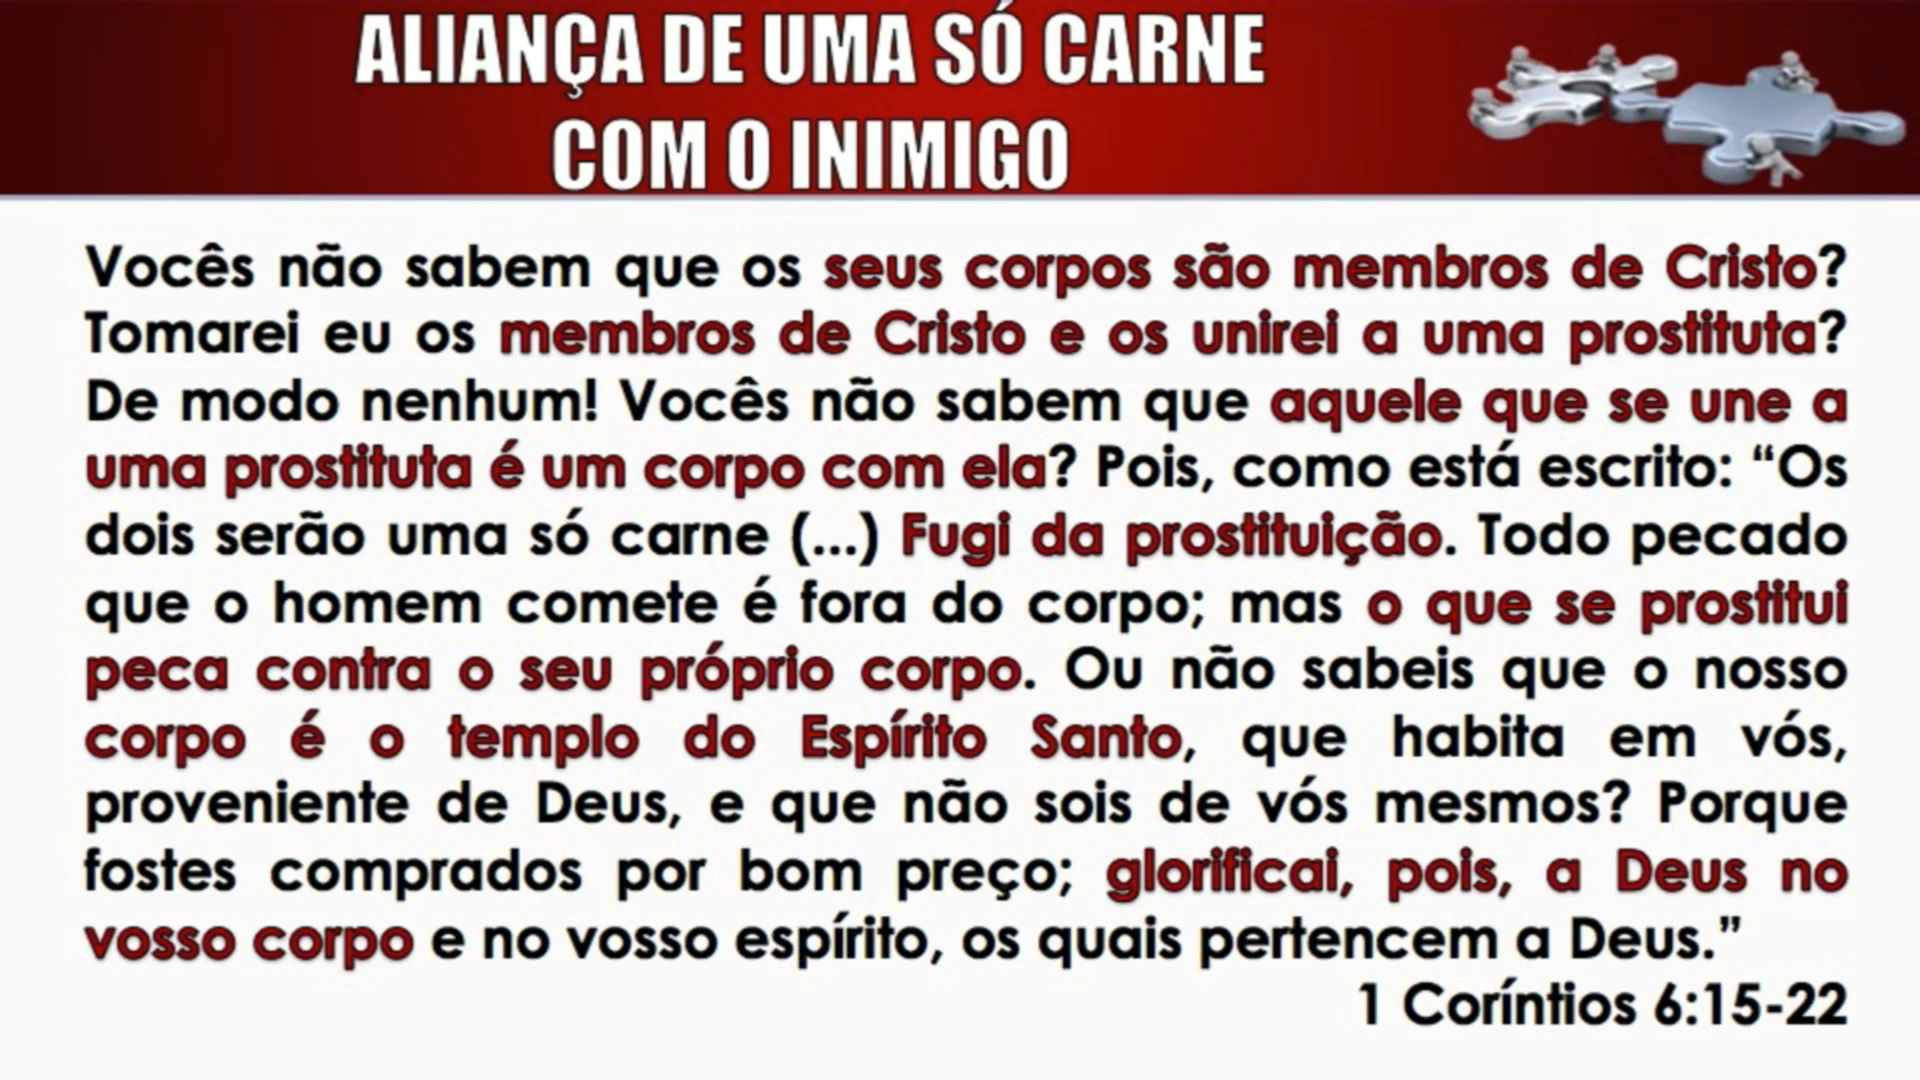 ALIANÇA DE UMA SÓ CARNE
COM O INIMIGO
Vocês não sabem que os seus corpos são membros de Cristo?
Tomarei eu os membros de Cristo e os unirei a uma prostituta?
De modo nenhum! Vocês não sabem que aquele que se une a
uma prostituta é um corpo com ela? Pois, como está escrito: “Os
dois serão uma só carne (...) Fugi da prostituição. Todo pecado
que o homem comete é fora do corpo; mas o que se prostitui
peca contra o seu próprio corpo. Ou não sabeis que o nosso
corpo é o templo do Espírito Santo, que habita em vós,
proveniente de Deus, e que não sois de vós mesmos? Porque
fostes comprados por bom preço; glorificai, pois, a Deus no
vosso corpo e no vosso espírito, os quais pertencem a Deus.”
1 Coríntios 6:15-22